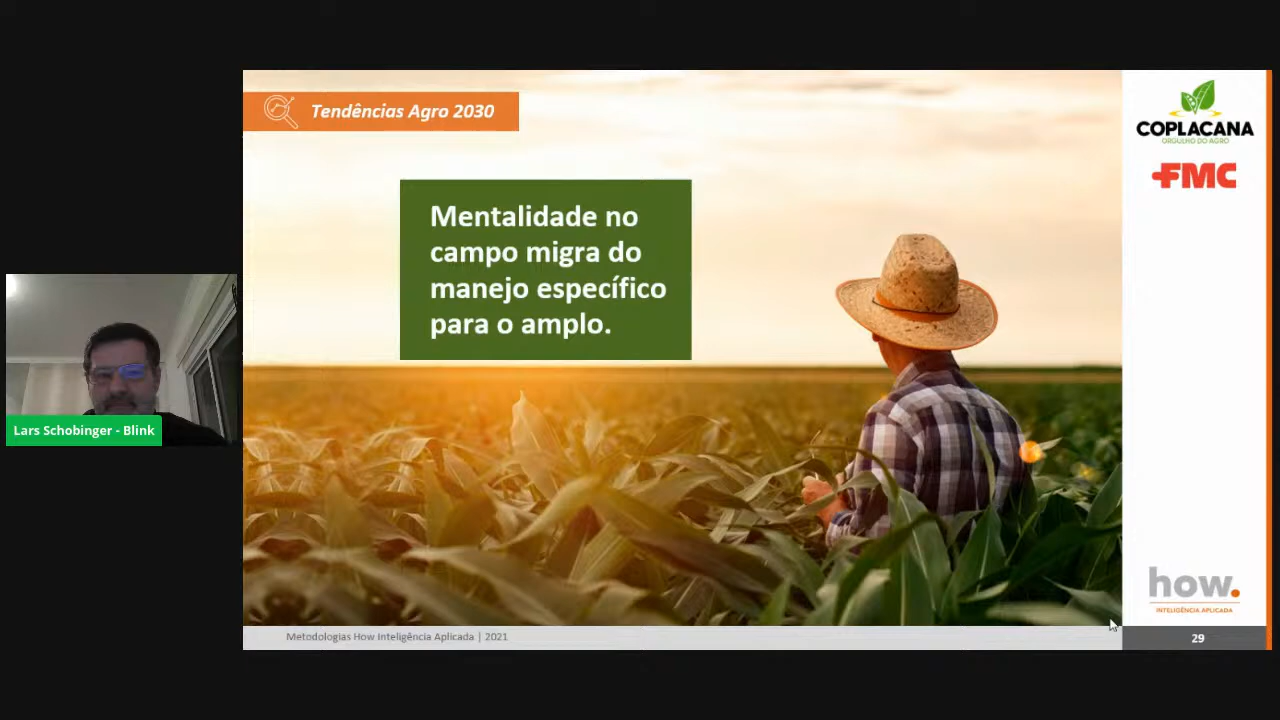 Tendências Agro 2030
Mentalidade no
campo migra do
manejo específico
para o amplo.
COPLACANA
ORGULHO DO AGRO
FMC
Lars Schobinger - Blink
how.
INTELIGÊNCIA APLICADA
Metodologias How Inteligência Aplicada | 2021
29